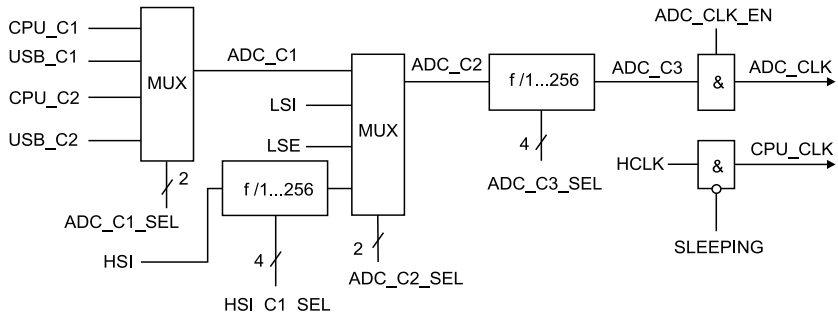 CPU_C1
USB_C1
CPU_C2
USB_C2
MUX
2
ADC_C1_SEL
ADC_C1
LSI
LSE
HSI
f /1...256
4
HSI_C1_SEL
MUX
2
ADC_C2_SEL
ADC_C2
f /1...256
4
ADC_C3_SEL
ADC_C3
ADC_CLK_EN
&
ADC_CLK
HCLK
&
CPU_CLK
SLEEPING